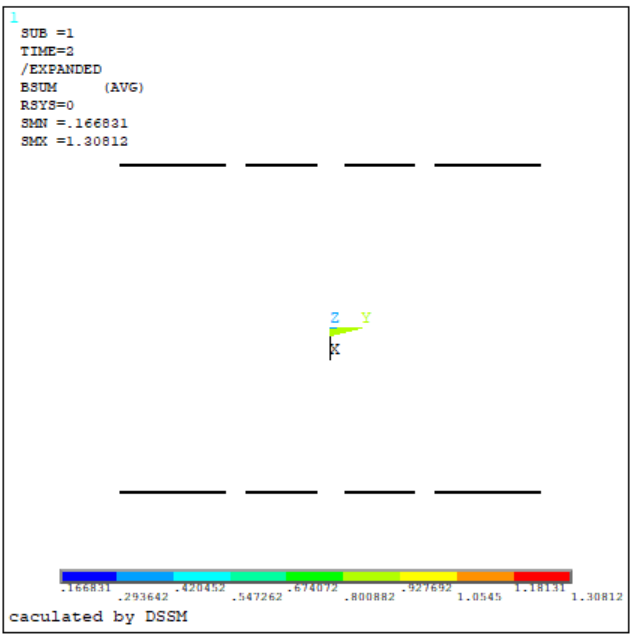 1
SUB =1
TIME=2
/EXPANDED
BSUM (AVG)
RSYS=0
SMN =.166831
SMX =1.30812
Z Y
X
.166831 .420452 .674072 .927692 1.18131
.293642 .547262 .800882 1.0545 1.30812
caculated by DSSM